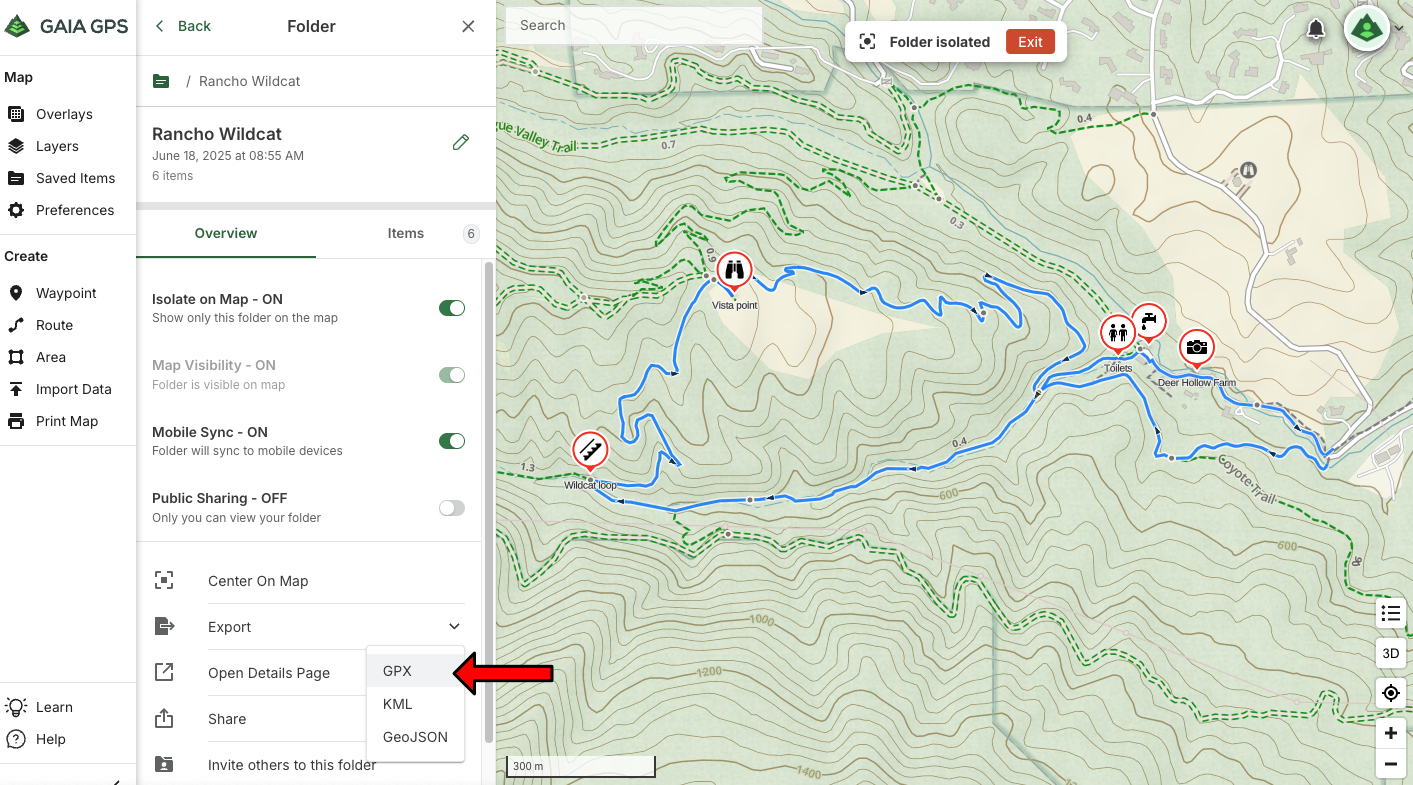 GAIA GPS
Map
Overlays
Layers
Saved Items
Preferences
Create
Waypoint
Route
Area
Import Data
Print Map
Learn
Help
Back
Folder
/ Rancho Wildcat
Rancho Wildcat
June 18, 2025 at 08:55 AM
6 items
Overview
Items
6
Isolate on Map - ON
Show only this folder on the map
Map Visibility - ON
Folder is visible on map
Mobile Sync - ON
Folder will sync to mobile devices
Public Sharing - OFF
Only you can view your folder
Center On Map
Export
Open Details Page
Share
Invite others to this folder
GPX
KML
GeoJSON
Search
Folder isolated
Exit
0.4
gue Valley Trail
0.7
0.3
0.9
Vista point
Toilets
Deer Hollow Farm
0.4
1.3
Wildcat loop
Coyote Trail
600
600
1000
1200
1400
300 m
3D